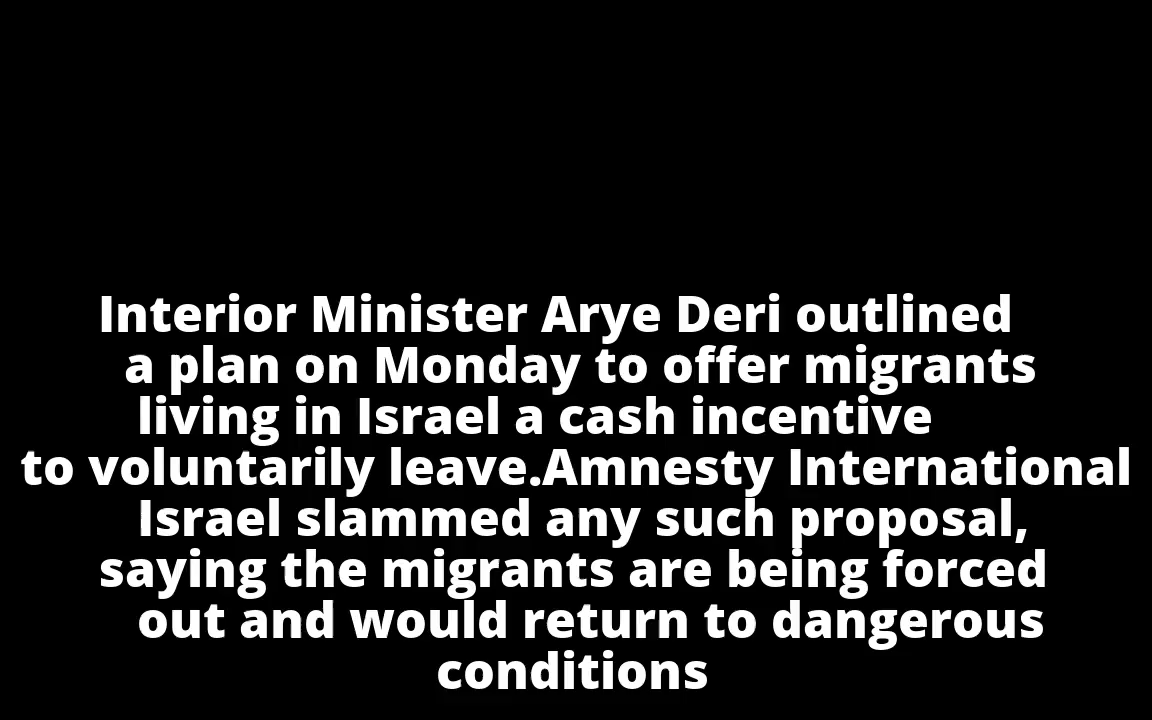 Interior Minister Arye Deri outlined
a plan on Monday to offer migrants
living in Israel a cash incentive
to voluntarily leave.Amnesty International
Israel slammed any such proposal,
saying the migrants are being forced
out and would return to dangerous
conditions